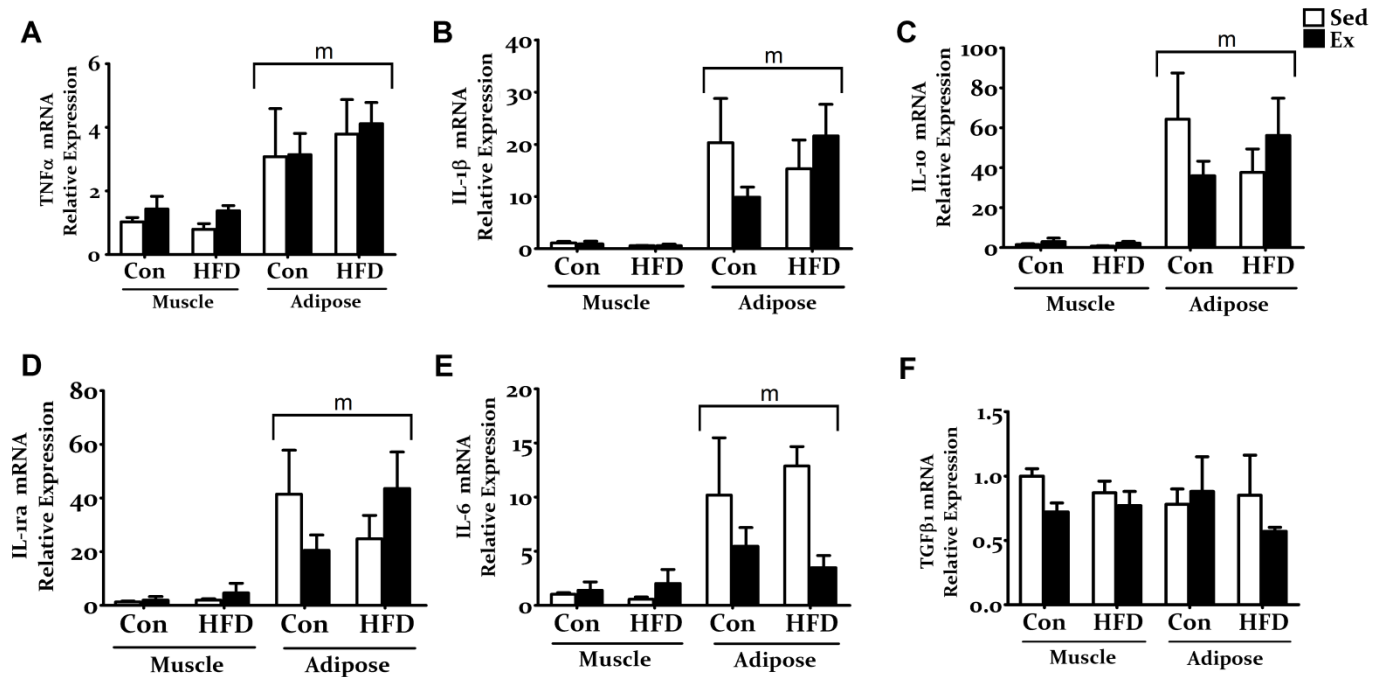 Sed
Ex
A
TNFα mRNA
Relative Expression
6
4
2
0
m
Con HFD Con HFD
Muscle Adipose
B
IL-1β mRNA
Relative Expression
40
30
20
10
0
m
Con HFD Con HFD
Muscle Adipose
C
IL-10 mRNA
Relative Expression
100
80
60
40
20
0
m
Con HFD Con HFD
Muscle Adipose
D
IL-1ra mRNA
Relative Expression
80
60
40
20
0
m
Con HFD Con HFD
Muscle Adipose
E
IL-6 mRNA
Relative Expression
20
15
10
5
0
m
Con HFD Con HFD
Muscle Adipose
F
TGFβ1 mRNA
Relative Expression
1.5
1.0
0.5
0.0
Con HFD Con HFD
Muscle Adipose